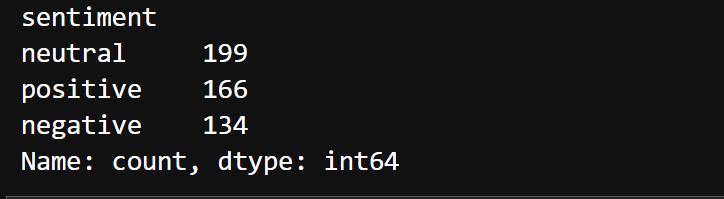 sentiment
neutral     199
positive    166
negative    134
Name: count, dtype: int64